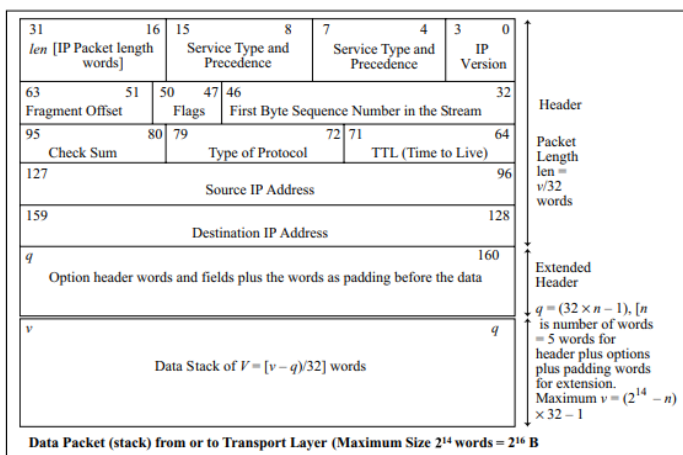 31 16 15 8 7 4 3 0
len [IP Packet length Service Type and Service Type and IP
words] Precedence Precedence Version
63 51 50 47 46 32
Fragment Offset Flags First Byte Sequence Number in the Stream
95 80 79 72 71 64
Check Sum Type of Protocol TTL (Time to Live)
127 96
Source IP Address
159 128
Destination IP Address
q 160
Option header words and fields plus the words as padding before the data
v q
Data Stack of V = [v – q)/32] words
Header
Packet
Length
len =
v/32
words
Extended
Header
q = (32 × n – 1), [n
is number of words
= 5 words for
header plus options
plus padding words
for extension.
Maximum v = (2¹⁴ – n)
× 32 – 1
Data Packet (stack) from or to Transport Layer (Maximum Size 2¹⁴ words = 2¹⁶ B